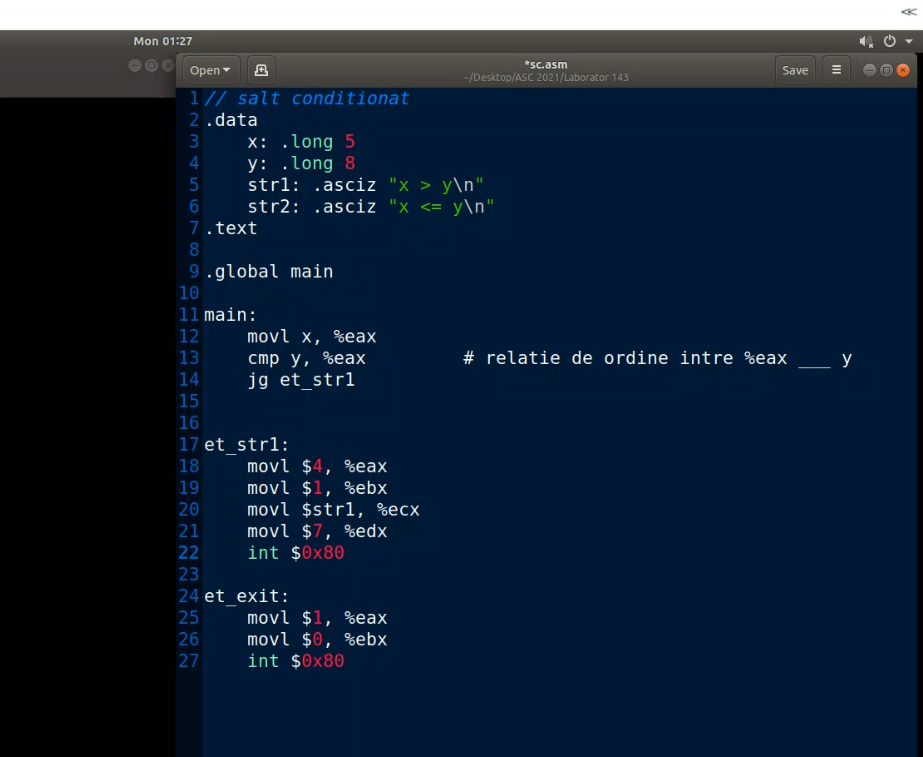 Mon 01:27
Open
*sc.asm
~/Desktop/ASC 2021/Laborator 143
Save
1 // salt conditionat
2 .data
3     x: .long 5
4     y: .long 8
5     str1: .asciz "x > y\n"
6     str2: .asciz "x <= y\n"
7 .text
8
9 .global main
10
11 main:
12     movl x, %eax
13     cmp y, %eax         # relatie de ordine intre %eax ___ y
14     jg et_str1
15
16
17 et_str1:
18     movl $4, %eax
19     movl $1, %ebx
20     movl $str1, %ecx
21     movl $7, %edx
22     int $0x80
23
24 et_exit:
25     movl $1, %eax
26     movl $0, %ebx
27     int $0x80